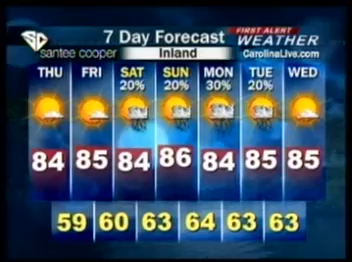 SC
santee cooper
7 Day Forecast
Inland
FIRST ALERT
WEATHER
CarolinaLive.com
THU FRI SAT SUN MON TUE WED
20% 20% 30% 20%
84 85 84 86 84 85 85
59 60 63 64 63 63